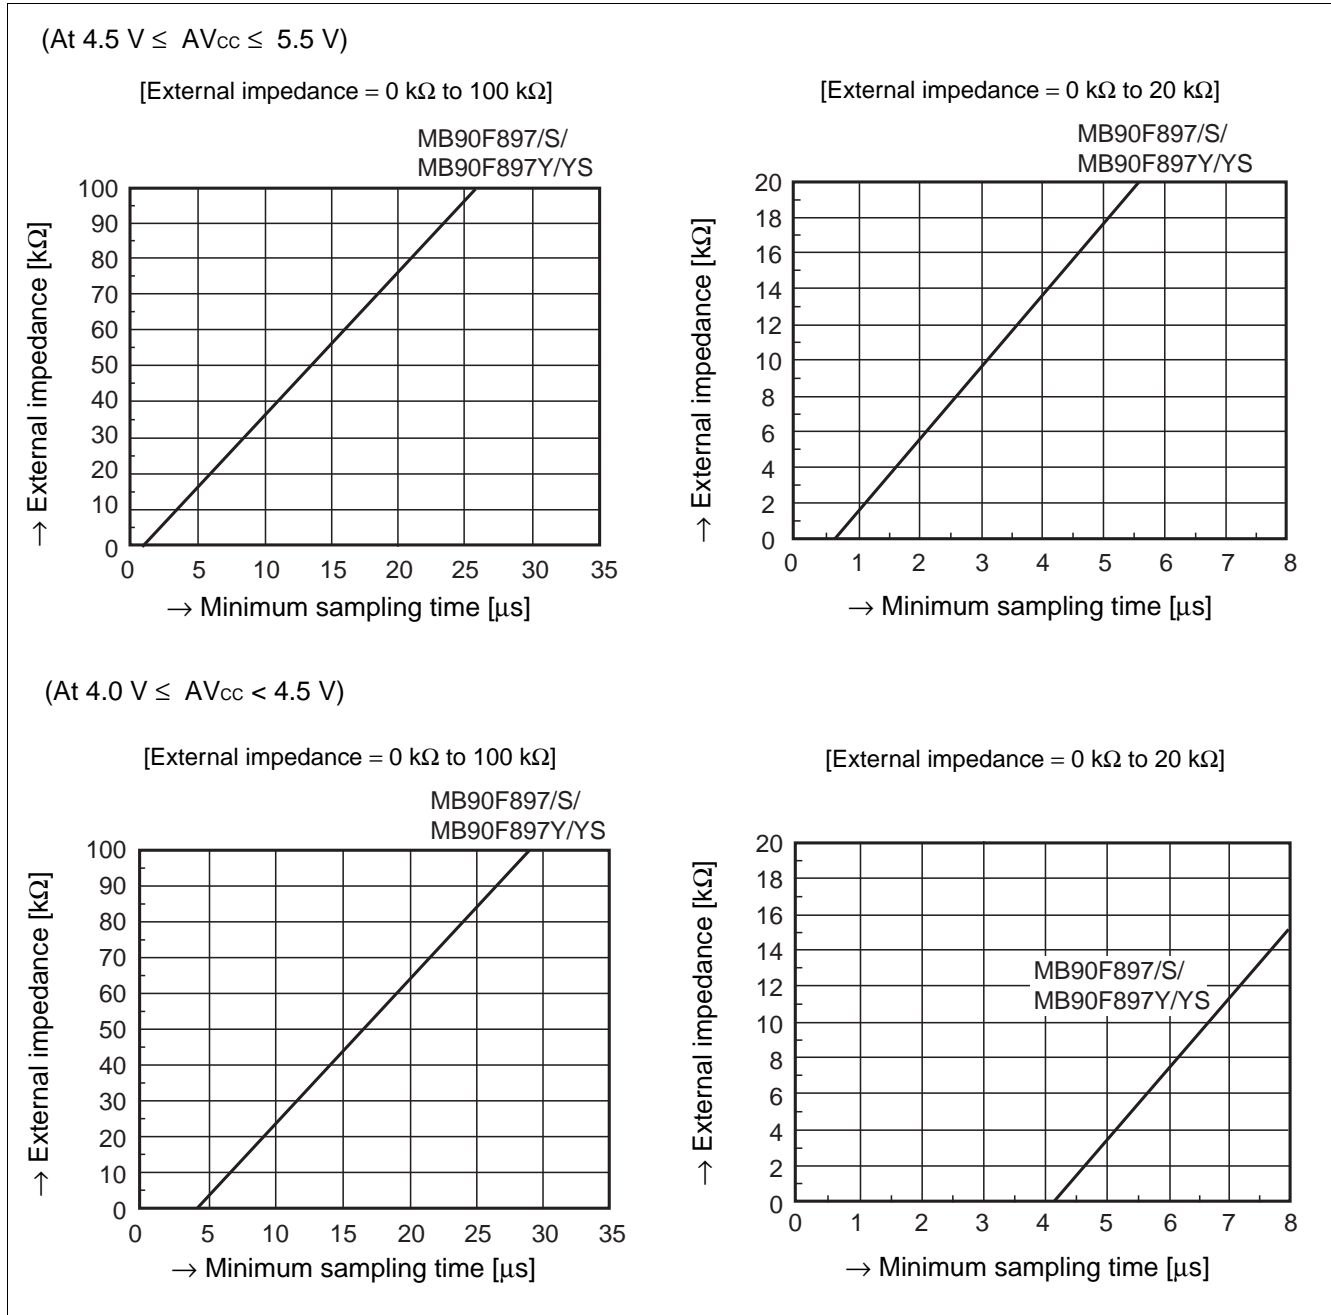 (At 4.5 V ≤ AVCC ≤ 5.5 V)
[External impedance = 0 kΩ to 100 kΩ]
MB90F897/S/
MB90F897Y/YS
→ External impedance [kΩ]
100
90
80
70
60
50
40
30
20
10
0
0 5 10 15 20 25 30 35
→ Minimum sampling time [μs]
[External impedance = 0 kΩ to 20 kΩ]
MB90F897/S/
MB90F897Y/YS
→ External impedance [kΩ]
20
18
16
14
12
10
8
6
4
2
0
0 1 2 3 4 5 6 7 8
→ Minimum sampling time [μs]
(At 4.0 V ≤ AVCC < 4.5 V)
[External impedance = 0 kΩ to 100 kΩ]
MB90F897/S/
MB90F897Y/YS
→ External impedance [kΩ]
100
90
80
70
60
50
40
30
20
10
0
0 5 10 15 20 25 30 35
→ Minimum sampling time [μs]
[External impedance = 0 kΩ to 20 kΩ]
→ External impedance [kΩ]
20
18
16
14
12
10
8
6
4
2
0
MB90F897/S/
MB90F897Y/YS
0 1 2 3 4 5 6 7 8
→ Minimum sampling time [μs]